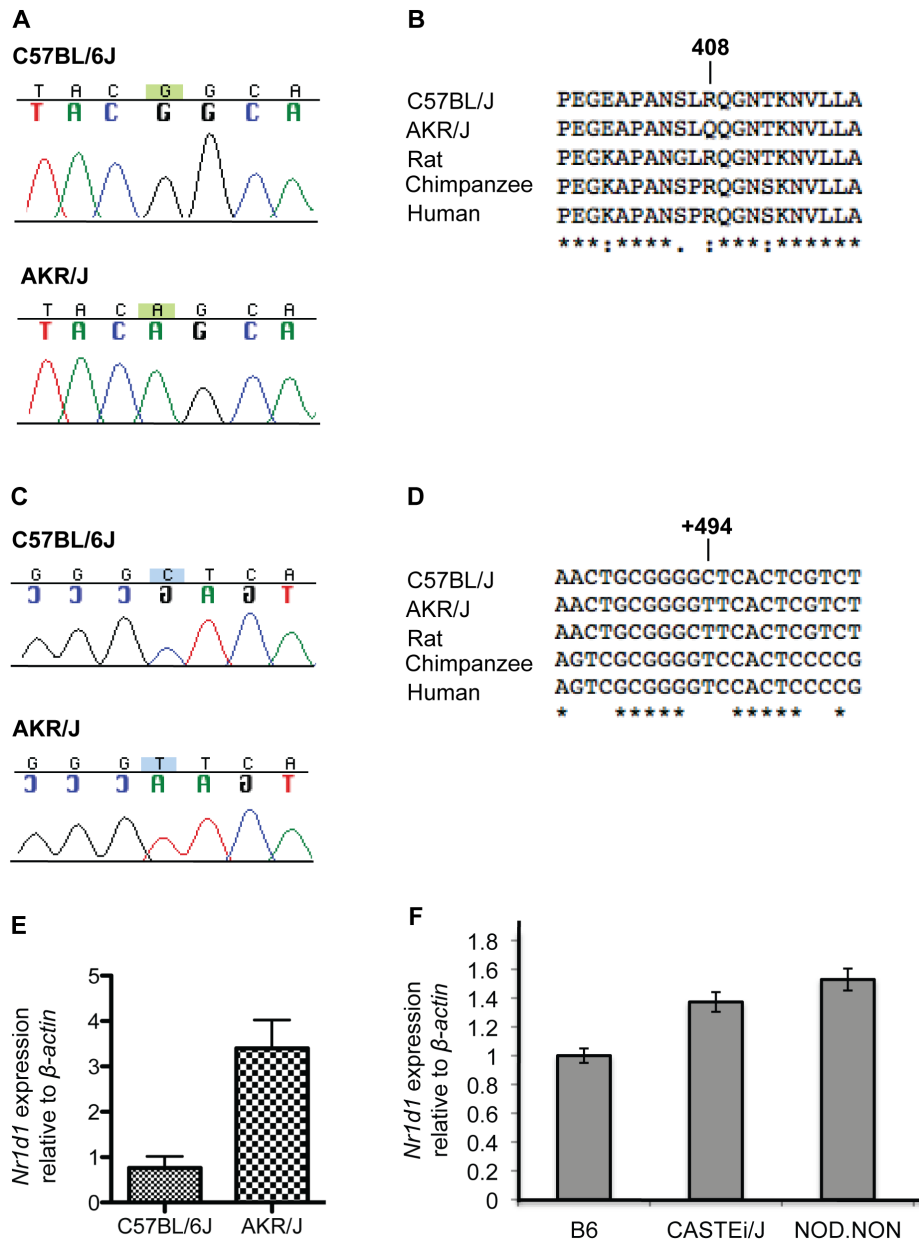 A
C57BL/6J
T A C G G C A
T A C G G C A
AKR/J
T A C A G C A
T A C A G C A
B
408
C57BL/J PEGEAPANSLRQGNTKNVLLA
AKR/J PEGEAPANSLQQGNTKNVLLA
Rat PEGKAPANGLRQGNTKNVLLA
Chimpanzee PEGKAPANSPRQGNSKNVLLA
Human PEGKAPANSPRQGNSKNVLLA
***:****. :***:******
C
C57BL/6J
G G G C T C A
C C C G A G T
AKR/J
G G G T T C A
C C C A A G T
D
+494
C57BL/J AACTGCGGGGCTCACTCGTCT
AKR/J AACTGCGGGGTTCACTCGTCT
Rat AACTGCGGGCTTCACTCGTCT
Chimpanzee AGTCGCGGGGTCCACTCCCCG
Human AGTCGCGGGGTCCACTCCCCG
* ***** ***** *
E
Nr1d1 expression
relative to β-actin
5
4
3
2
1
0
C57BL/6J AKR/J
F
Nr1d1 expression
relative to β-actin
1.8
1.6
1.4
1.2
1
0.8
0.6
0.4
0.2
0
B6 CASTEi/J NOD.NON